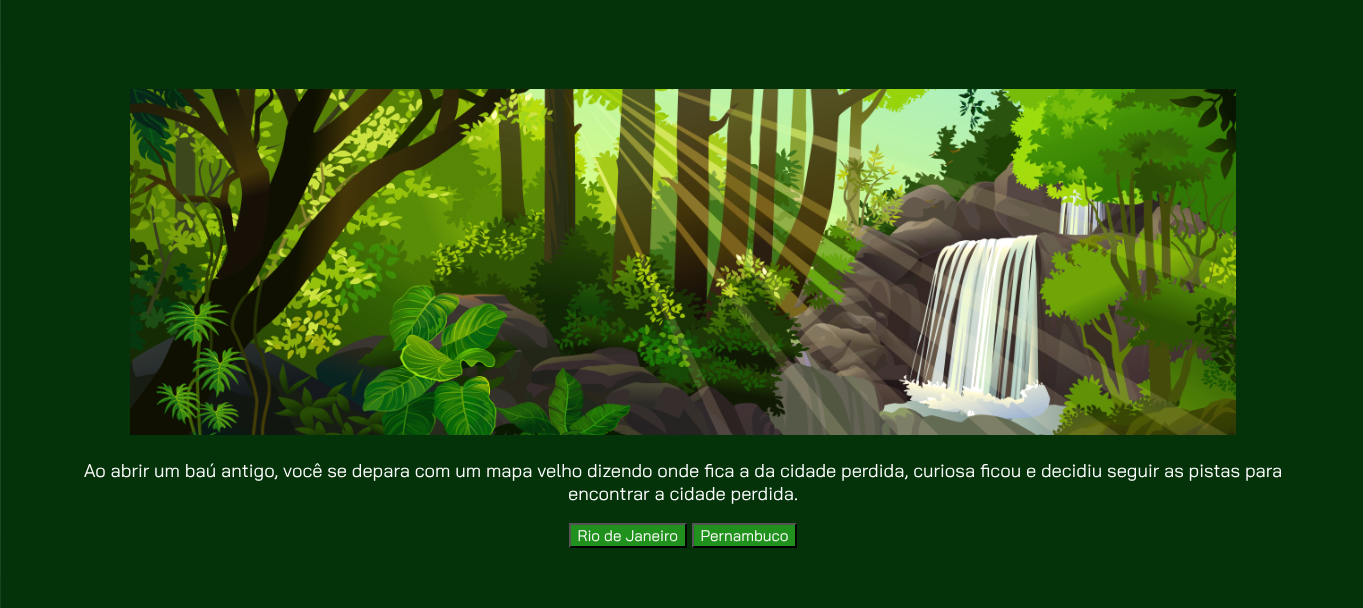 Ao abrir um baú antigo, você se depara com um mapa velho dizendo onde fica a da cidade perdida, curiosa ficou e decidiu seguir as pistas para
encontrar a cidade perdida.
Rio de Janeiro Pernambuco